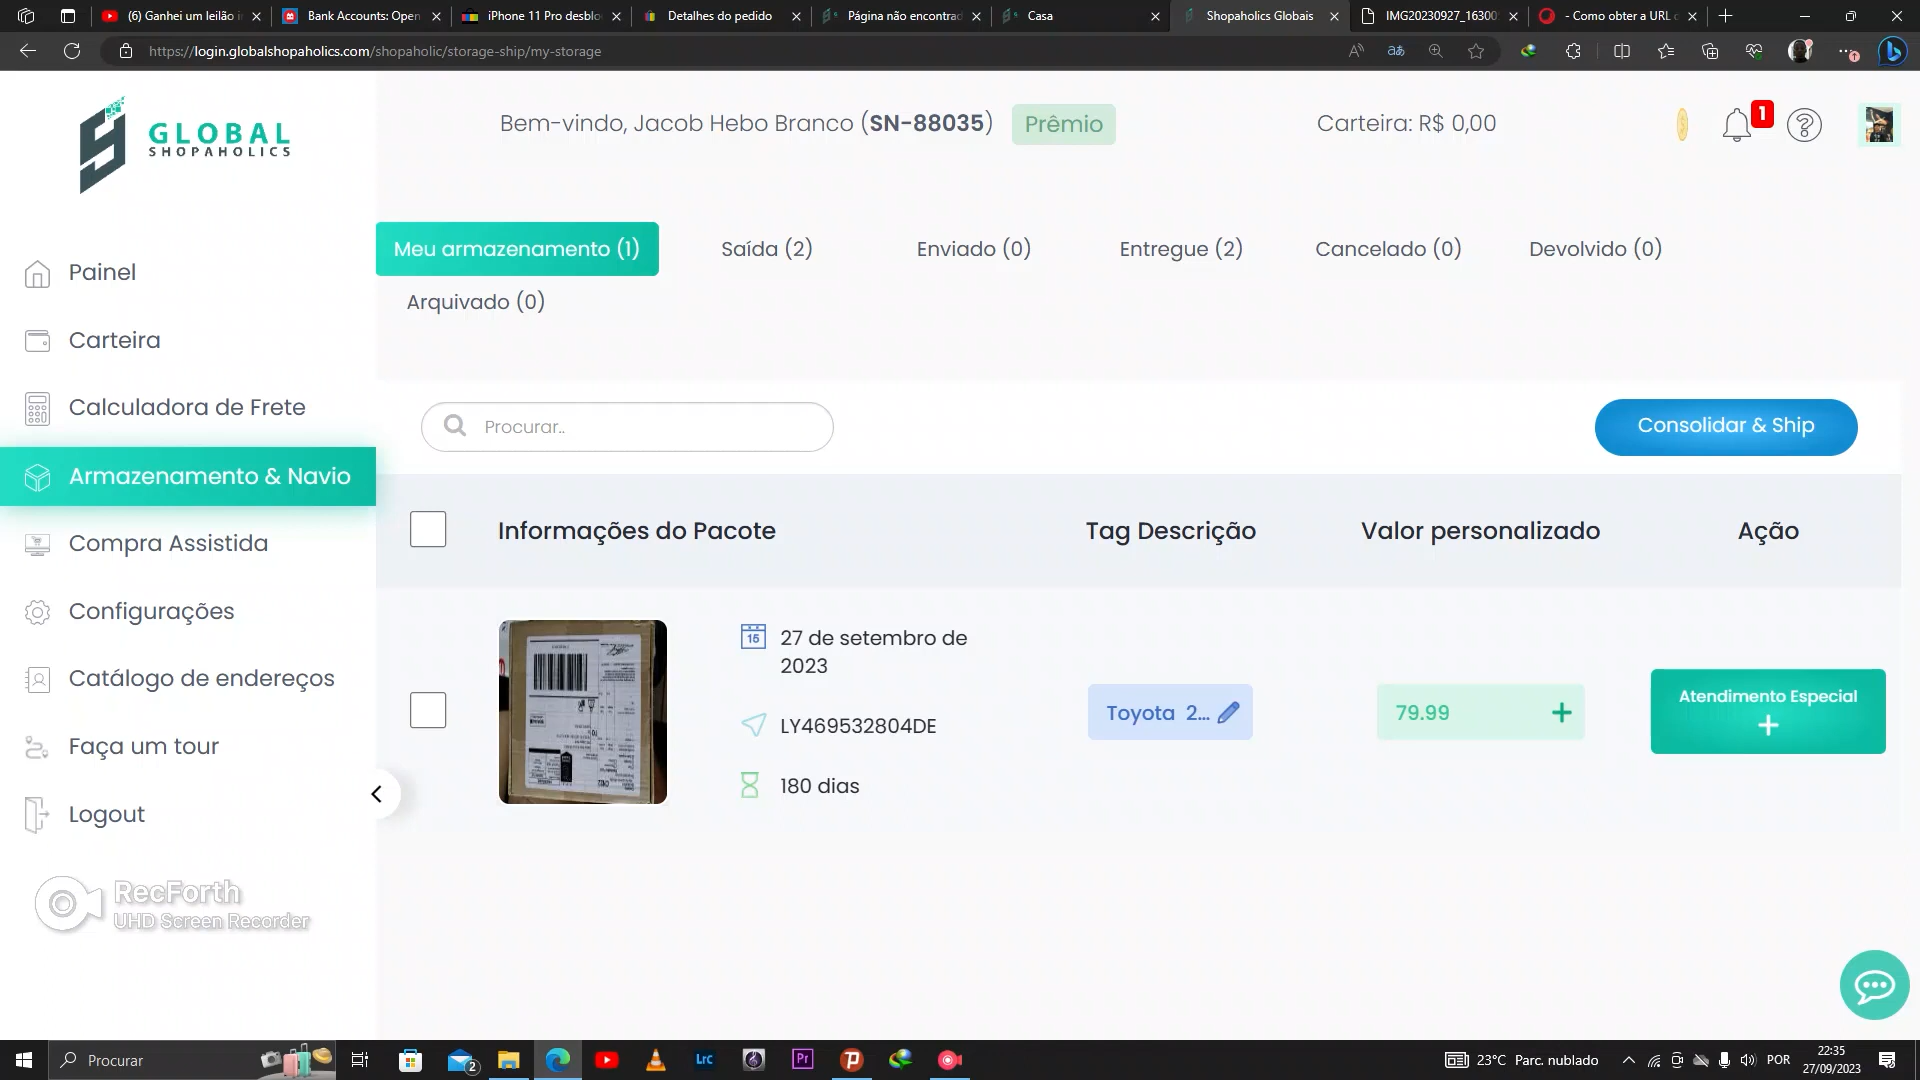 (6) Ganhei um leilão i
Bank Accounts: Open
iPhone 11 Pro desblo
Detalhes do pedido
Página não encontrad
Casa
Shopaholics Globais
IMG20230927_16300
- Como obter a URL
https://login.globalshopaholics.com/shopaholic/storage-ship/my-storage
GLOBAL
SHOPAHOLICS
Bem-vindo, Jacob Hebo Branco (SN-88035)
Prêmio
Carteira: R$ 0,00
1
Meu armazenamento (1)
Saída (2)
Enviado (0)
Entregue (2)
Cancelado (0)
Devolvido (0)
Arquivado (0)
Painel
Carteira
Calculadora de Frete
Armazenamento & Navio
Compra Assistida
Configurações
Catálogo de endereços
Faça um tour
Logout
Procurar..
Consolidar & Ship
Informações do Pacote
Tag Descrição
Valor personalizado
Ação
27 de setembro de
2023
LY469532804DE
180 dias
Toyota 2...
79.99
Atendimento Especial
+
RecForth
UHD Screen Recorder
Procurar
2
Lrc
Pr
23°C Parc. nublado
POR
22:35
27/09/2023